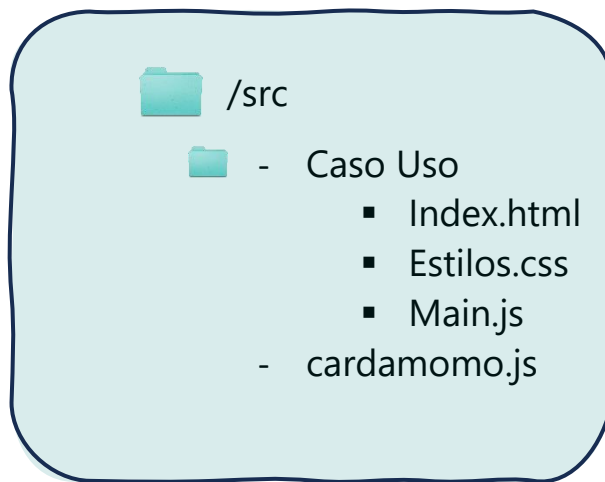 /src
- Caso Uso
▪ Index.html
▪ Estilos.css
▪ Main.js
- cardamomo.js